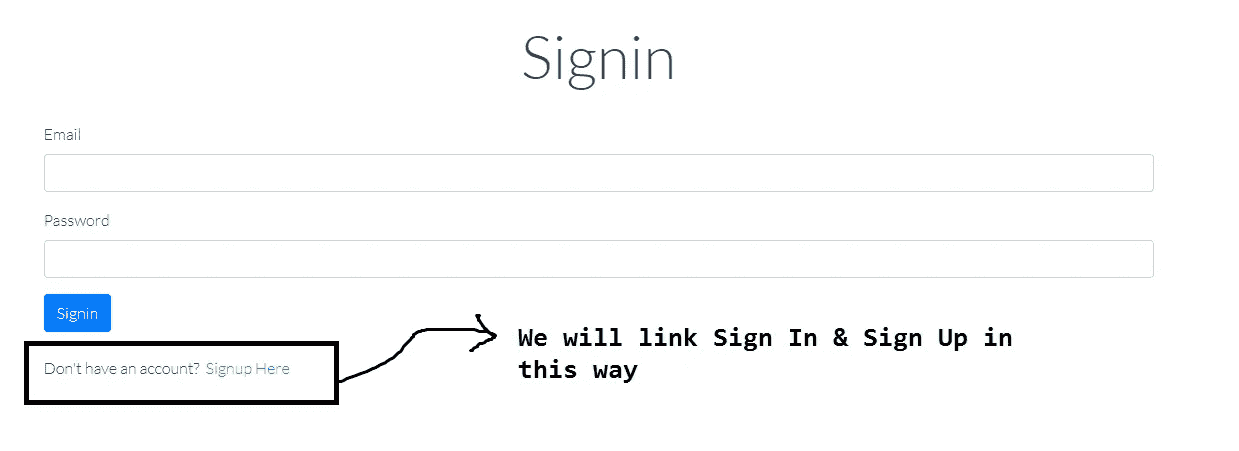 Signin
Email
Password
Signin
Don't have an account? Signup Here
We will link Sign In & Sign Up in
this way